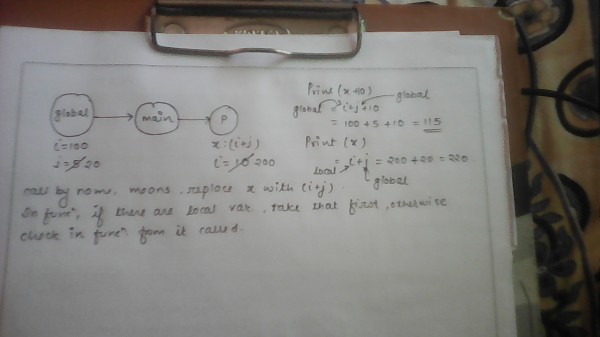 global → main → P
i=100
j=5 20
x:(i+j)
i=10 200
Print (x+10)
global = i+j+10 global
= 100+5+10 = 115
Print (x)
= i+j = 200+20 = 220
local global
call by name. means. replace x with (i+j).
In funcⁿ, if there are local var, take that first, otherwise
check in funcⁿ from it called.